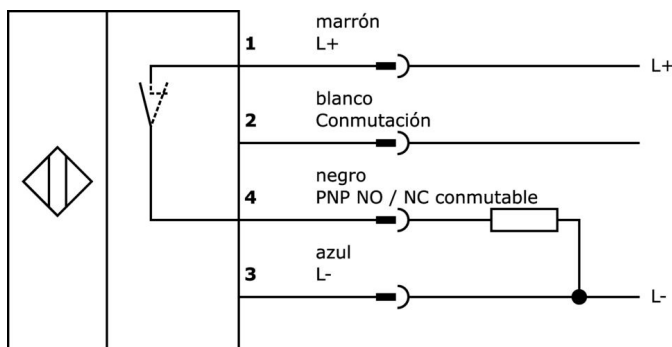 marrón
1 L+
L+
blanco
2 Conmutación
negro
4 PNP NO / NC conmutable
azul
3 L-
L-